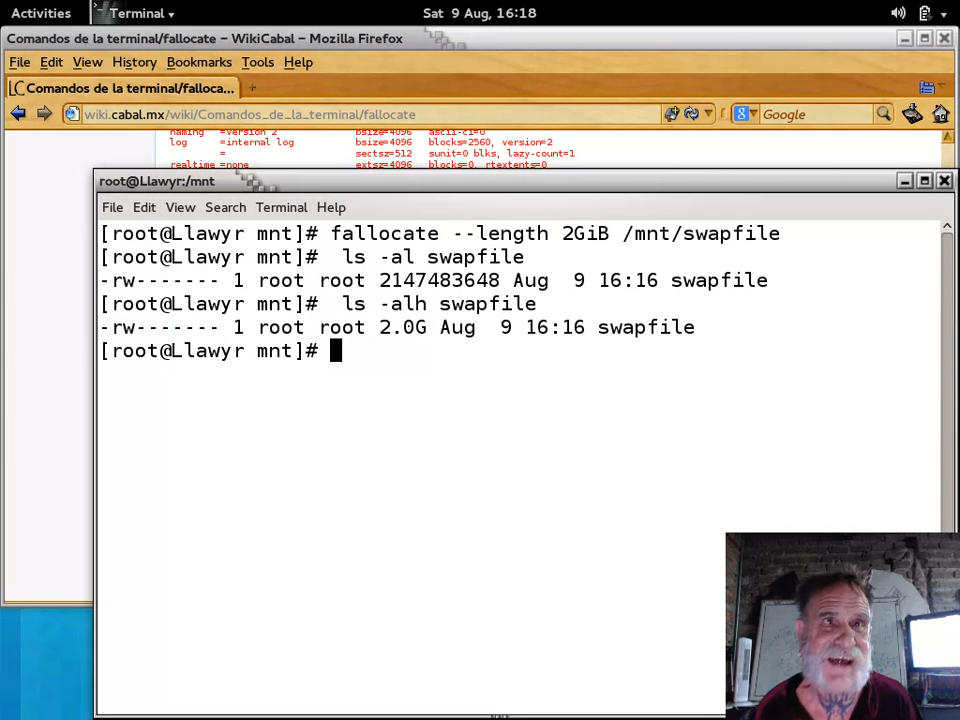 Activities Terminal Sat 9 Aug, 16:18
Comandos de la terminal/fallocate – WikiCabal – Mozilla Firefox
File Edit View History Bookmarks Tools Help
Comandos de la terminal/falloca...
wiki.cabal.mx/wiki/Comandos_de_la_terminal/fallocate Google
naming =version 2 bsize=4096 ascii-ci=0
log =internal log bsize=4096 blocks=2560, version=2
= sectsz=512 sunit=0 blks, lazy-count=1
realtime =none extsz=4096 blocks=0, rtextents=0
root@Llawyr:/mnt
File Edit View Search Terminal Help
[root@Llawyr mnt]# fallocate --length 2GiB /mnt/swapfile
[root@Llawyr mnt]# ls -al swapfile
-rw------- 1 root root 2147483648 Aug 9 16:16 swapfile
[root@Llawyr mnt]# ls -alh swapfile
-rw------- 1 root root 2.0G Aug 9 16:16 swapfile
[root@Llawyr mnt]#